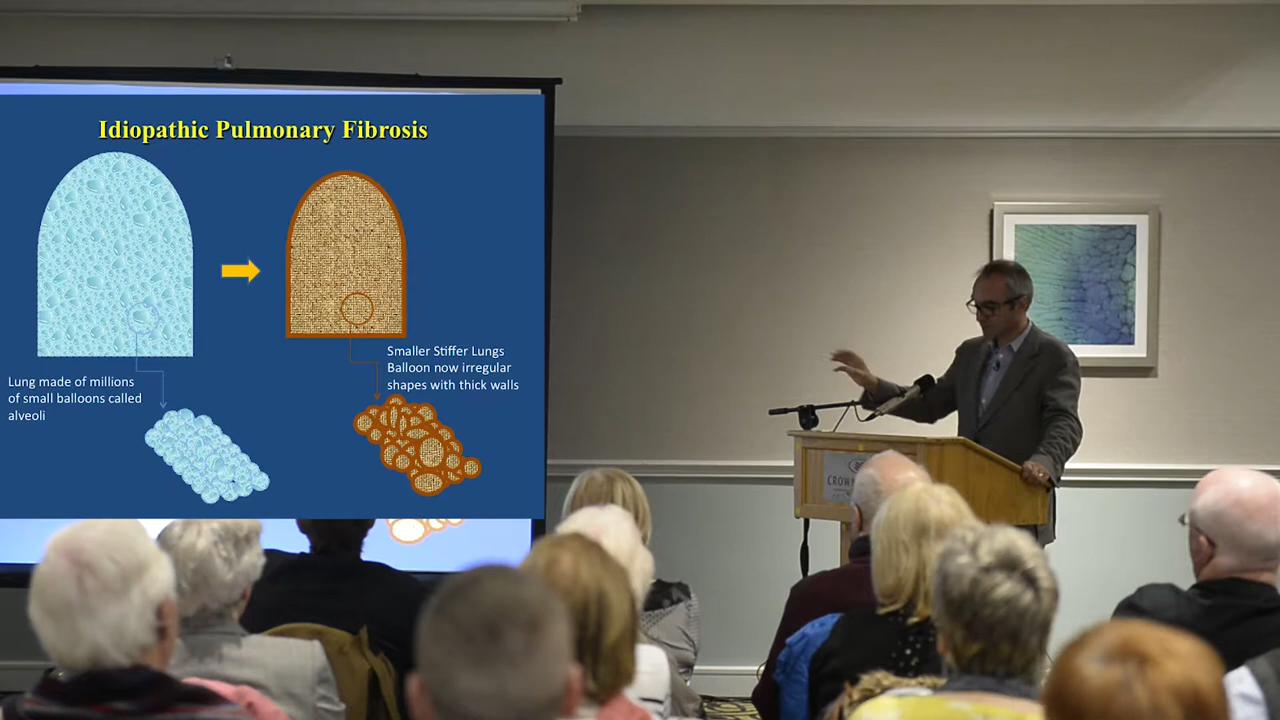 Idiopathic Pulmonary Fibrosis
Smaller Stiffer Lungs
Balloon now irregular
shapes with thick walls
Lung made of millions
of small balloons called
alveoli
CROWN